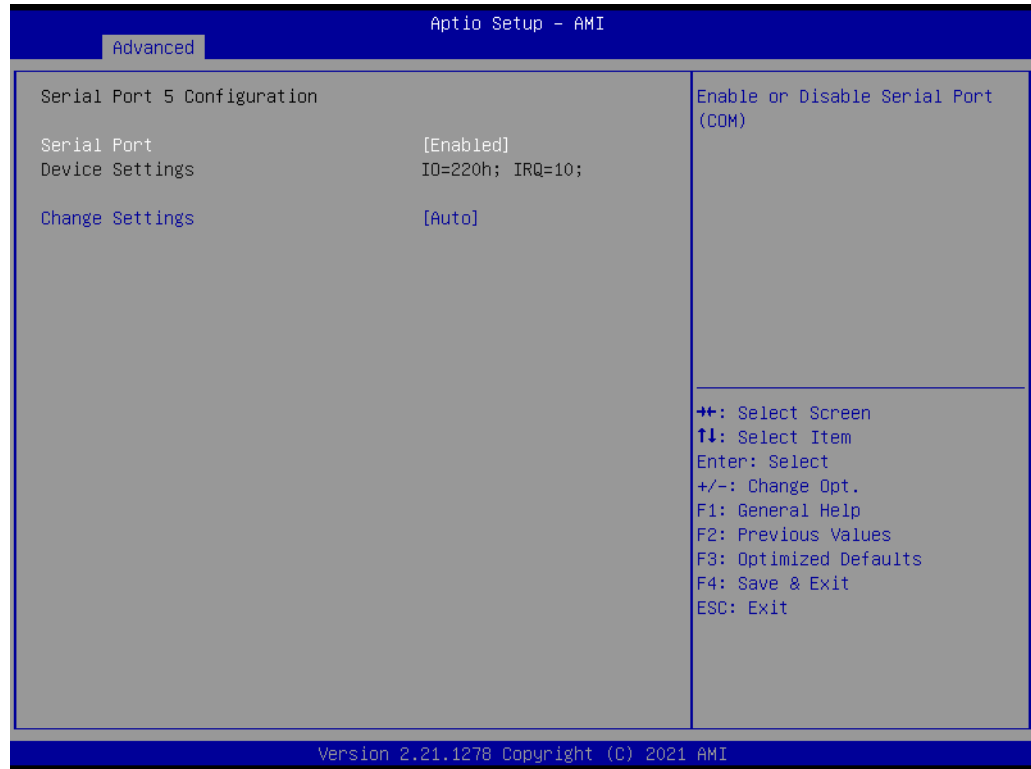 Aptio Setup – AMI
Advanced
Serial Port 5 Configuration
Serial Port [Enabled]
Device Settings IO=220h; IRQ=10;
Change Settings [Auto]
Enable or Disable Serial Port
(COM)
→←: Select Screen
↑↓: Select Item
Enter: Select
+/-: Change Opt.
F1: General Help
F2: Previous Values
F3: Optimized Defaults
F4: Save & Exit
ESC: Exit
Version 2.21.1278 Copyright (C) 2021 AMI